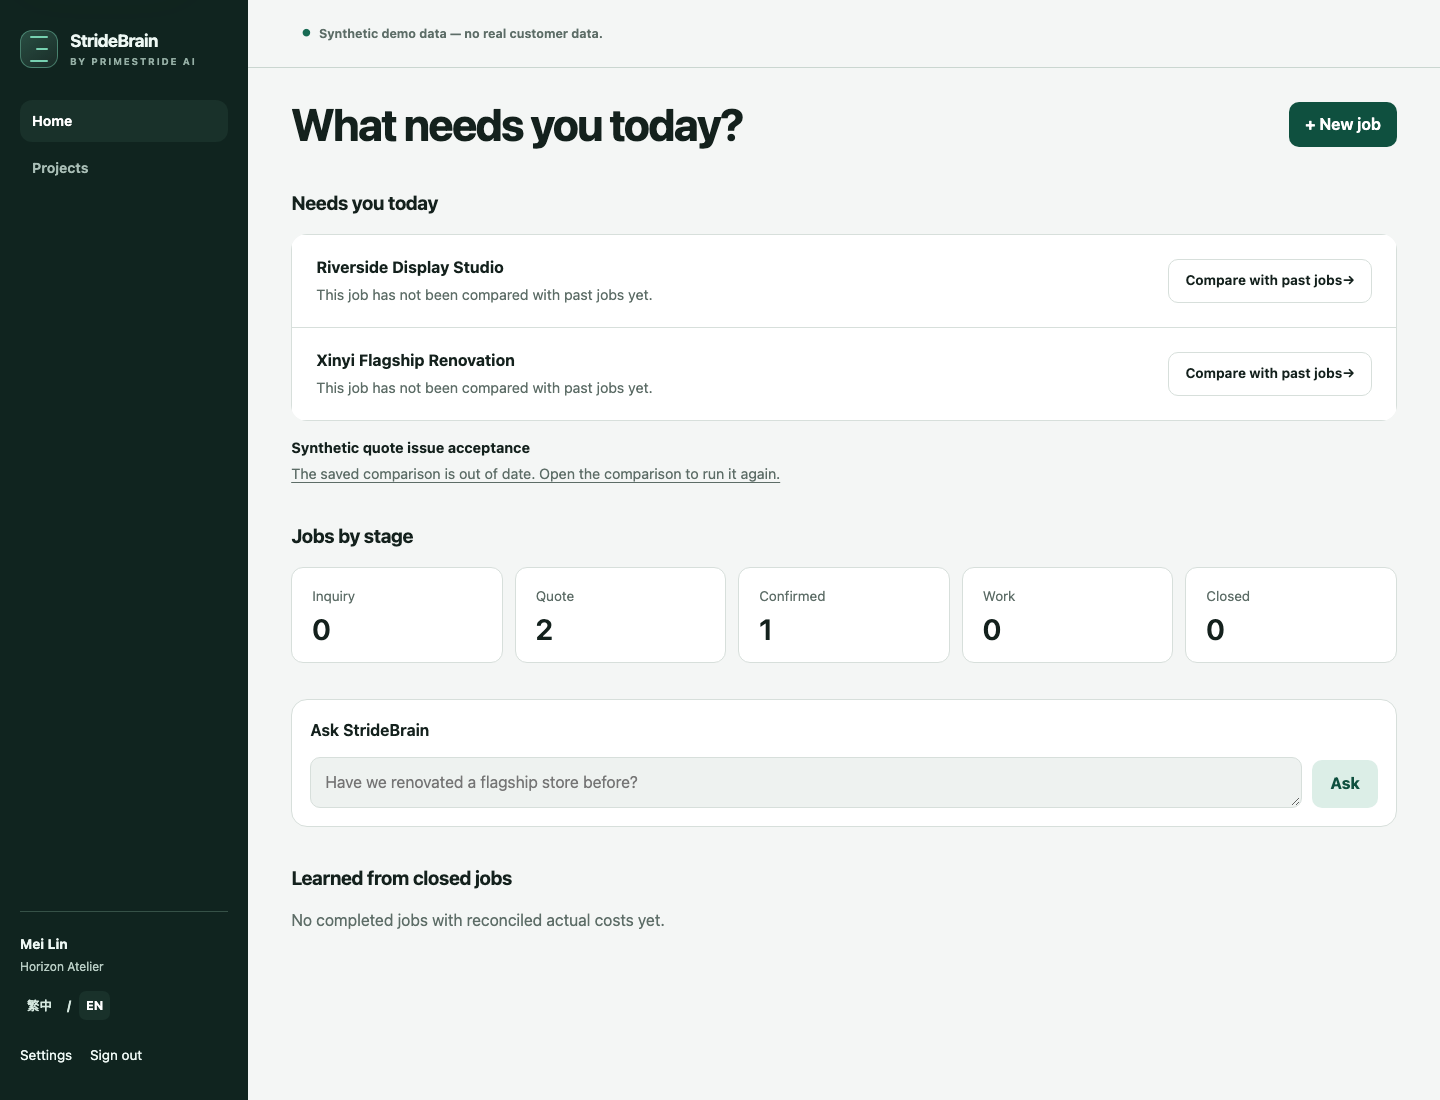 StrideBrain
BY PRIMESTRIDE AI
Home
Projects
Mei Lin
Horizon Atelier
繁中 / EN
Settings Sign out
Synthetic demo data — no real customer data.
What needs you today?
+ New job
Needs you today
Riverside Display Studio
This job has not been compared with past jobs yet.
Compare with past jobs→
Xinyi Flagship Renovation
This job has not been compared with past jobs yet.
Compare with past jobs→
Synthetic quote issue acceptance
The saved comparison is out of date. Open the comparison to run it again.
Jobs by stage
Inquiry
0
Quote
2
Confirmed
1
Work
0
Closed
0
Ask StrideBrain
Have we renovated a flagship store before?
Ask
Learned from closed jobs
No completed jobs with reconciled actual costs yet.